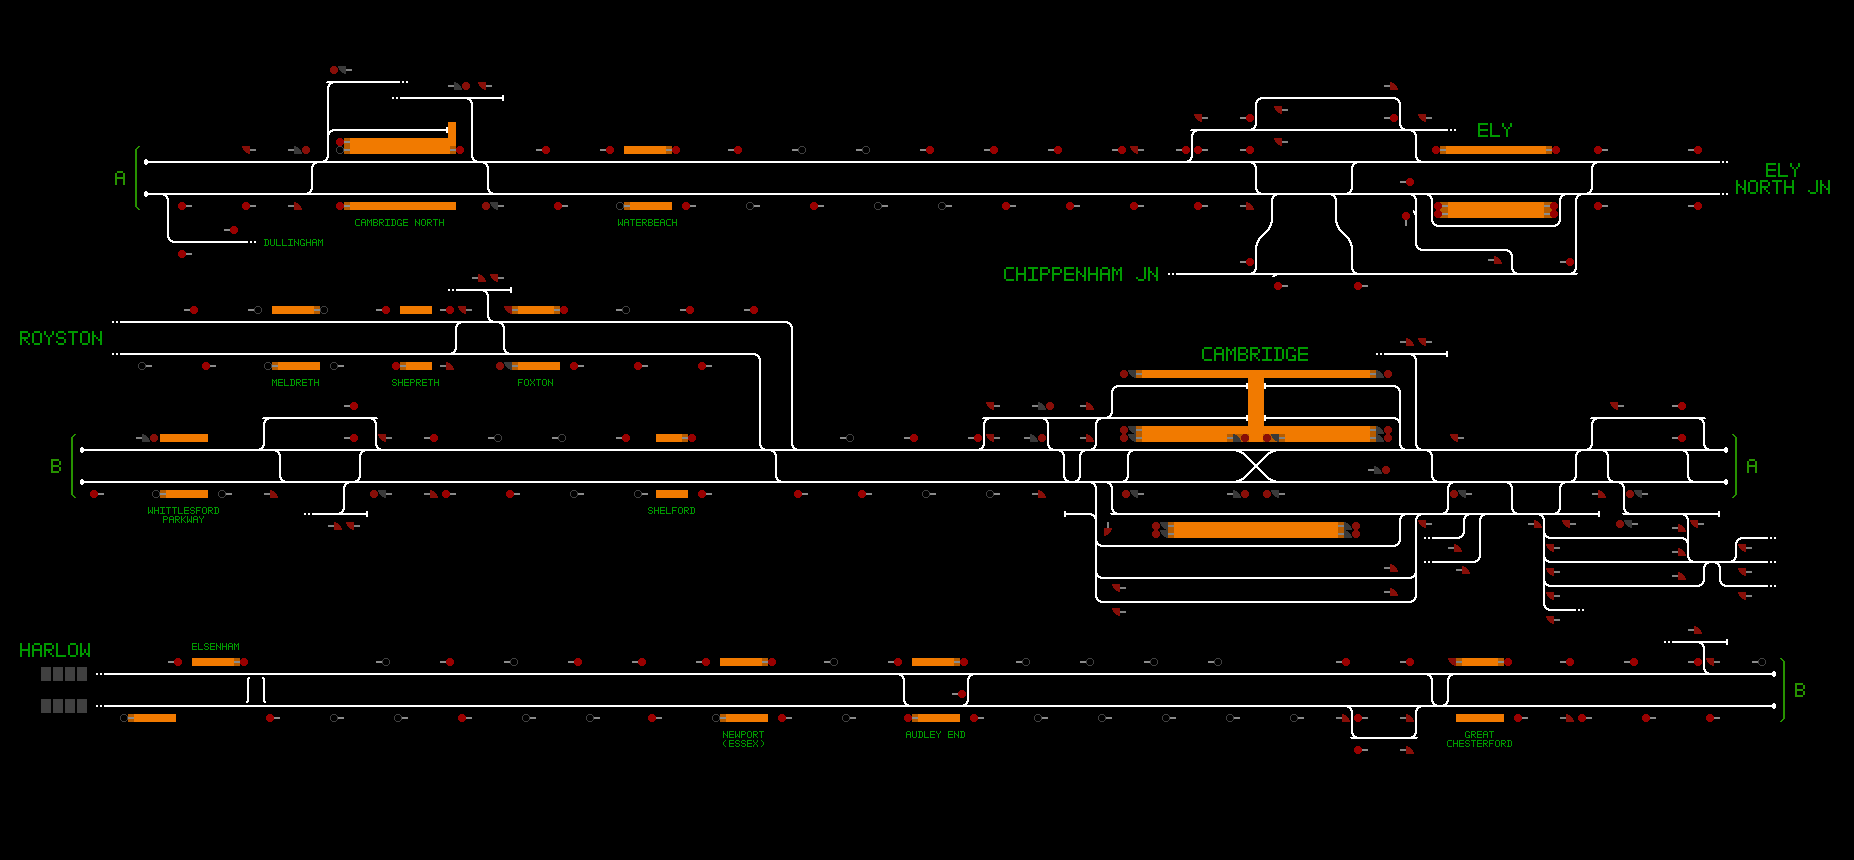 ELY
A
ELY
NORTH JN
CAMBRIDGE NORTH
WATERBEACH
DULLINGHAM
CHIPPENHAM JN
ROYSTON
CAMBRIDGE
MELDRETH
SHEPRETH
FOXTON
B
A
WHITTLESFORD
PARKWAY
SHELFORD
HARLOW
ELSENHAM
B
NEWPORT
(ESSEX)
AUDLEY END
GREAT
CHESTERFORD